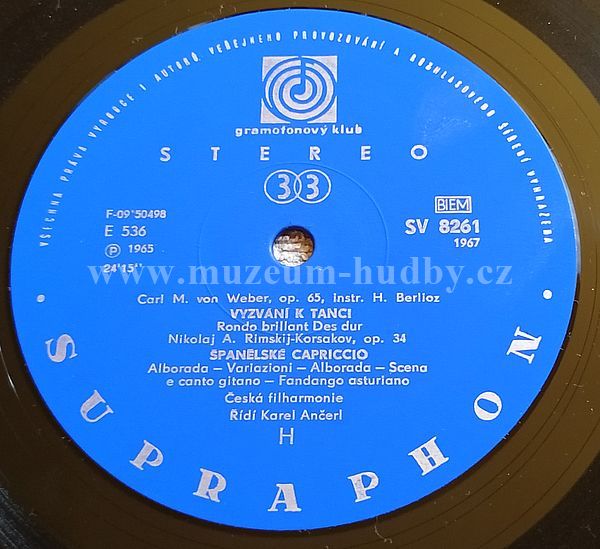 VŠECHNA PRÁVA VÝROBCE I AUTORŮ VEŘEJNÉHO PROVOZOVÁNÍ A ROZHLASOVÉHO ŠÍŘENÍ VYHRAZENA
gramofonový klub
STEREO
33
F-09'50498
E 536
℗ 1965
24'15"
BIEM
SV 8261
1967
www.muzeum-hudby.cz
Carl M. von Weber, op. 65, instr. H. Berlioz
VYZVÁNÍ K TANCI
Rondo brillant Des dur
Nikolaj A. Rimskij-Korsakov, op. 34
ŠPANĚLSKÉ CAPRICCIO
Alborada – Variazioni – Alborada – Scena
e canto gitano – Fandango asturiano
Česká filharmonie
Řídí Karel Ančerl
H
• SUPRAPHON •